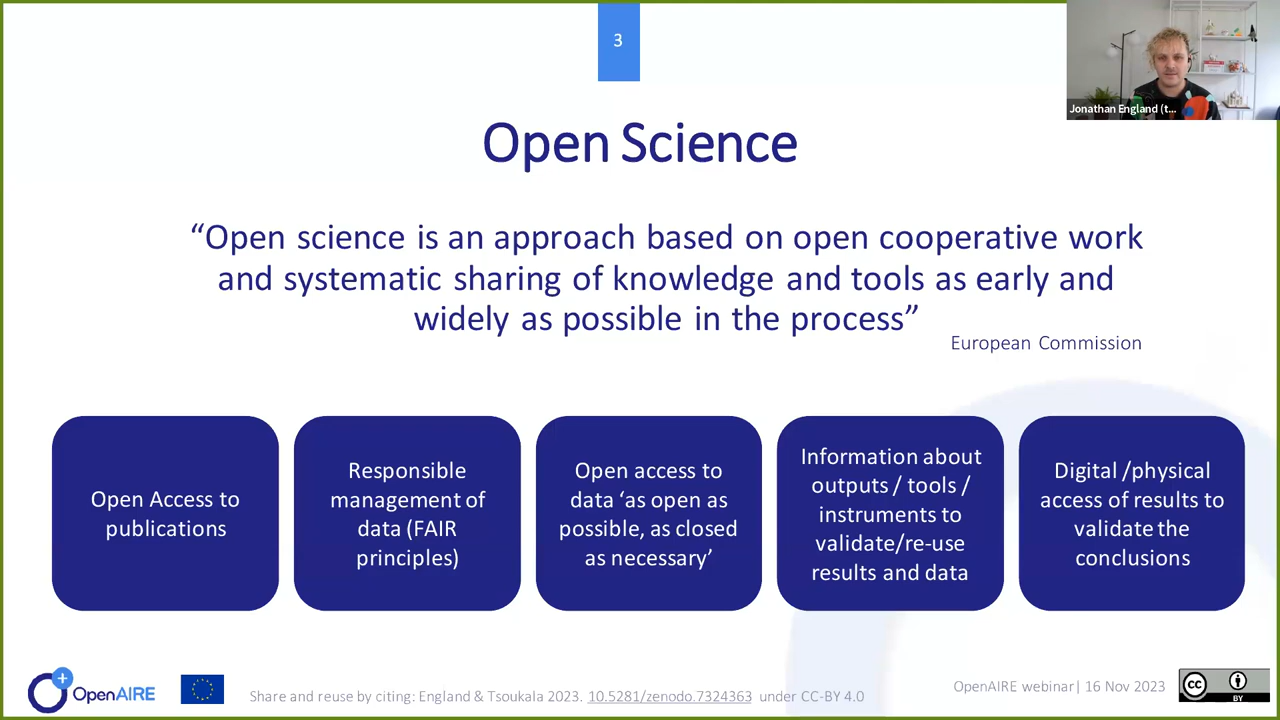 3
Jonathan England (t...
Open Science
“Open science is an approach based on open cooperative work
and systematic sharing of knowledge and tools as early and
widely as possible in the process”
European Commission
Open Access to
publications
Responsible
management of
data (FAIR
principles)
Open access to
data ‘as open as
possible, as closed
as necessary’
Information about
outputs / tools /
instruments to
validate/re-use
results and data
Digital /physical
access of results to
validate the
conclusions
OpenAIRE
Share and reuse by citing: England & Tsoukala 2023. 10.5281/zenodo.7324363 under CC-BY 4.0
OpenAIRE webinar| 16 Nov 2023
cc
BY